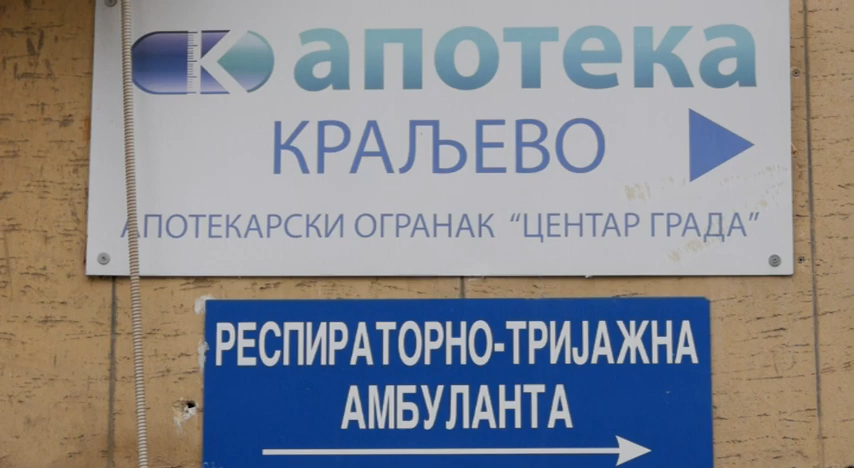 K апотека
КРАЉЕВО
АПОТЕКАРСКИ ОГРАНАК “ЦЕНТАР ГРАДА”
РЕСПИРАТОРНО-ТРИЈАЖНА
АМБУЛАНТА